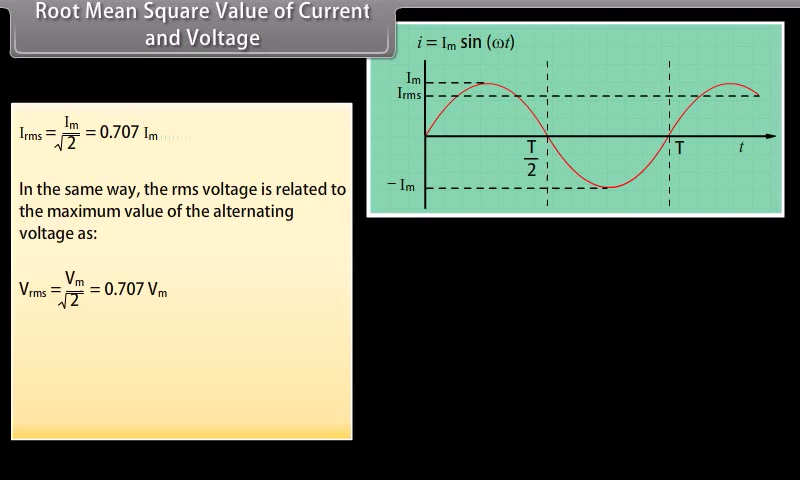 Root Mean Square Value of Current
and Voltage
i = Im sin (ωt)
Im
Irms
T/2
T
t
− Im
Irms = Im/√2 = 0.707 Im
In the same way, the rms voltage is related to
the maximum value of the alternating
voltage as:
Vrms = Vm/√2 = 0.707 Vm